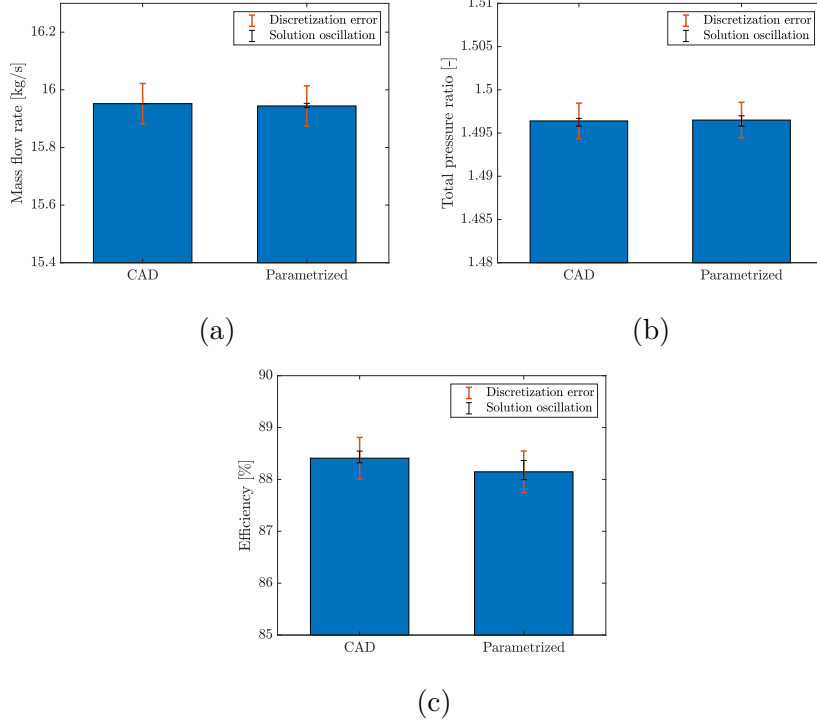 16.2
16
15.8
15.6
15.4
Mass flow rate [kg/s]
Discretization error
Solution oscillation
CAD
Parametrized
(a)
1.51
1.505
1.5
1.495
1.49
1.485
1.48
Total pressure ratio [-]
Discretization error
Solution oscillation
CAD
Parametrized
(b)
90
89
88
87
86
85
Efficiency [%]
Discretization error
Solution oscillation
CAD
Parametrized
(c)